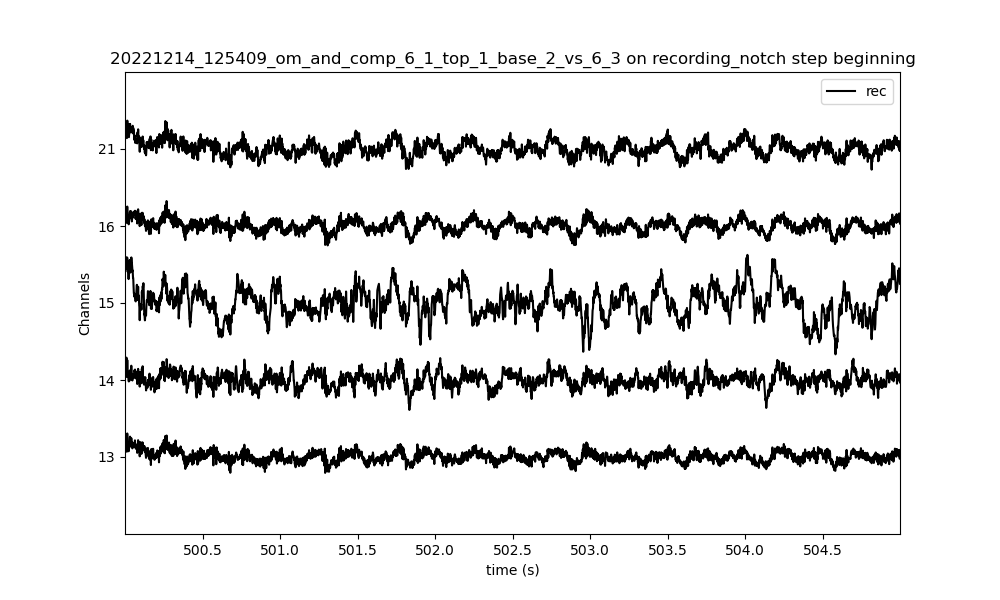 20221214_125409_om_and_comp_6_1_top_1_base_2_vs_6_3 on recording_notch step beginning
rec
21
16
15
14
13
Channels
500.5 501.0 501.5 502.0 502.5 503.0 503.5 504.0 504.5
time (s)